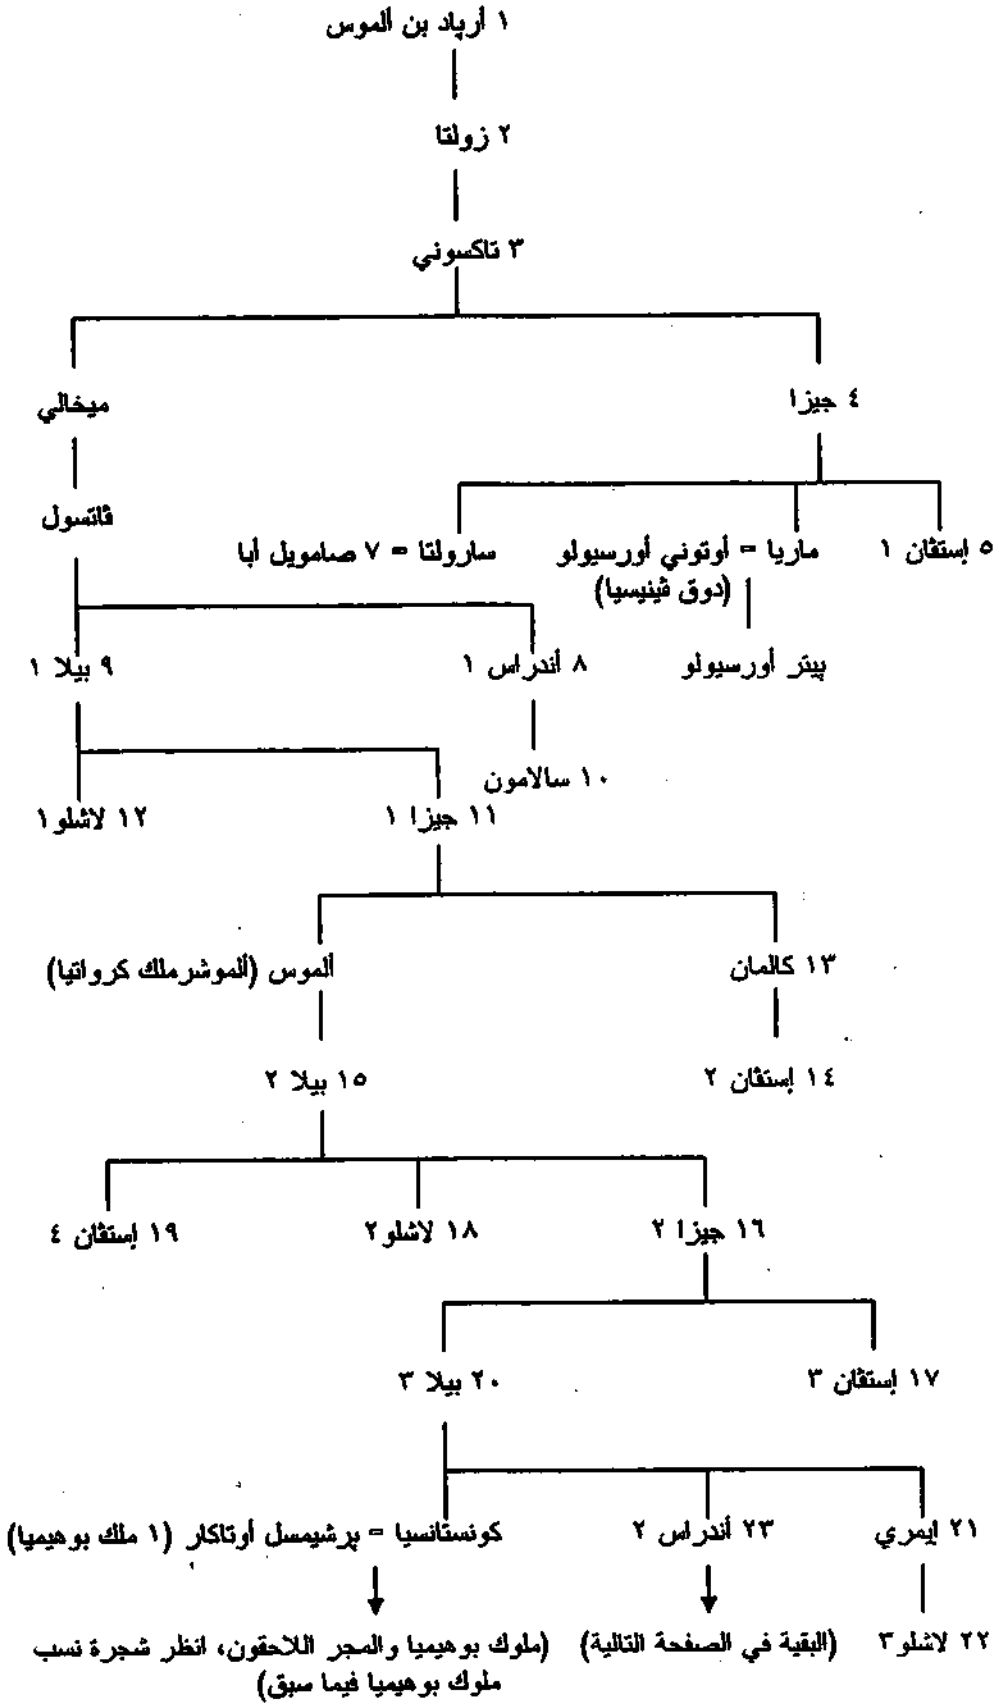 ١ أرپاد بن ألموس
٢ زولتا
٣ تاكسوني
٤ جيزا
ميخالي
ڤاتسول
٥ إستڤان ١
ماريا = أوتوني أورسيولو
(دوق ڤينيسيا)
سارولتا = ٧ صامويل أبا
پيتر أورسيولو
٨ أندراس ١
٩ بيلا ١
١٠ سالامون
١١ جيزا ١
١٢ لاشلو١
١٣ كالمان
ألموس (ألموشرملك كرواتيا)
١٤ إستڤان ٢
١٥ بيلا ٢
١٦ جيزا ٢
١٨ لاشلو٢
١٩ إستڤان ٤
١٧ إستڤان ٣
٢٠ بيلا ٣
٢١ إيمري
٢٣ أندراس ٢
كونستانسيا = پرشيمسل أوتاكار (١ ملك بوهيميا)
٢٢ لاشلو٣
(البقية في الصفحة التالية)
(ملوك بوهيميا والمجر اللاحقون، انظر شجرة نسب
ملوك بوهيميا فيما سبق)